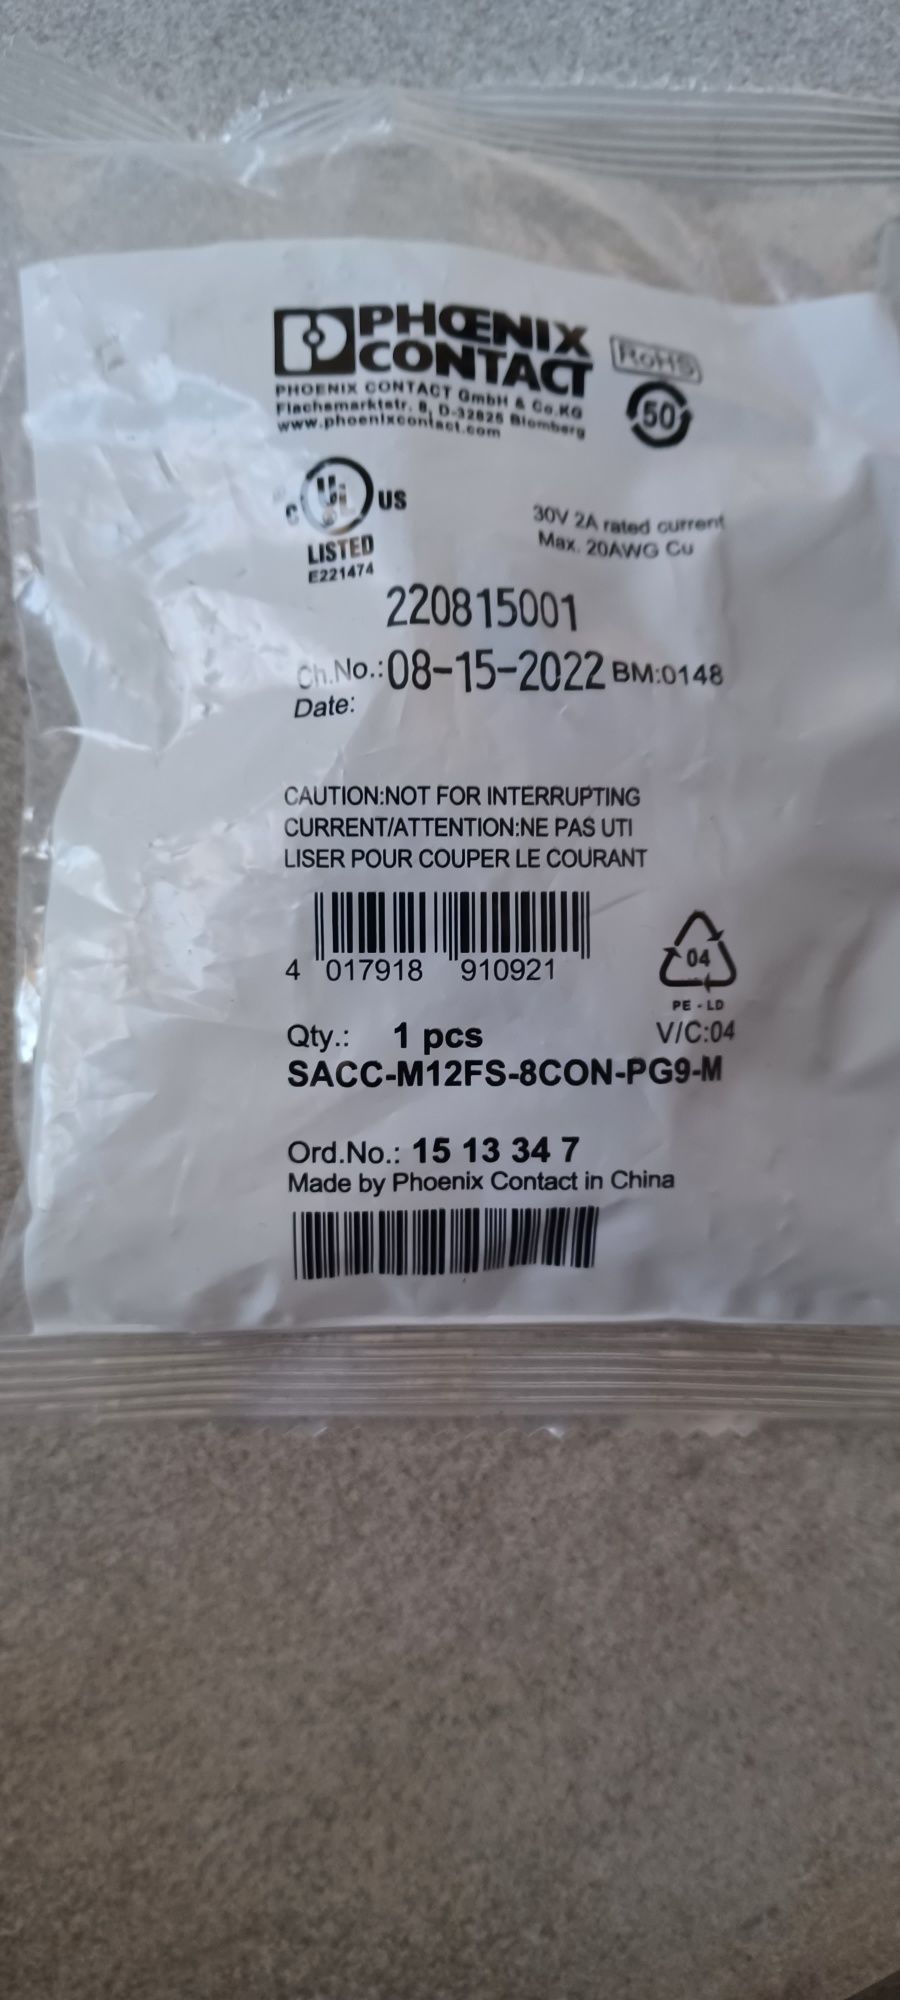 PHŒNIX
CONTACT
RoHS
PHOENIX CONTACT GmbH & Co.KG
Flachsmarktstr. 8, D-32825 Blomberg
www.phoenixcontact.com
50
C UL US
LISTED
E221474
30V 2A rated current
Max. 20AWG Cu
220815001
Ch.No.: 08-15-2022 BM:0148
Date:
CAUTION:NOT FOR INTERRUPTING
CURRENT/ATTENTION:NE PAS UTI
LISER POUR COUPER LE COURANT
4 017918 910921
04
PE-LD
Qty.: 1 pcs
V/C:04
SACC-M12FS-8CON-PG9-M
Ord.No.: 15 13 34 7
Made by Phoenix Contact in China